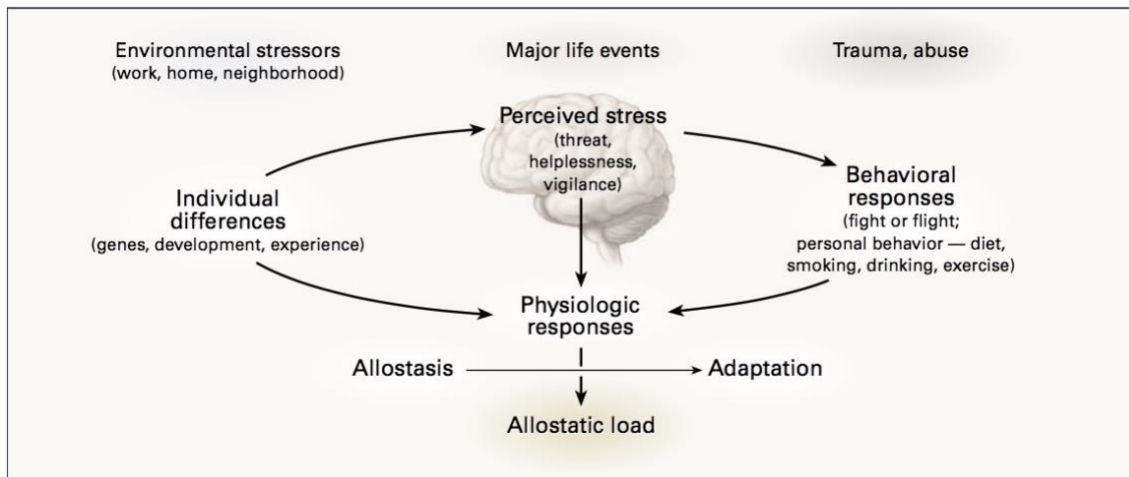 Environmental stressors
(work, home, neighborhood)
Major life events
Trauma, abuse
Perceived stress
(threat,
helplessness,
vigilance)
Individual
differences
(genes, development, experience)
Behavioral
responses
(fight or flight;
personal behavior — diet,
smoking, drinking, exercise)
Physiologic
responses
Allostasis
Adaptation
Allostatic load